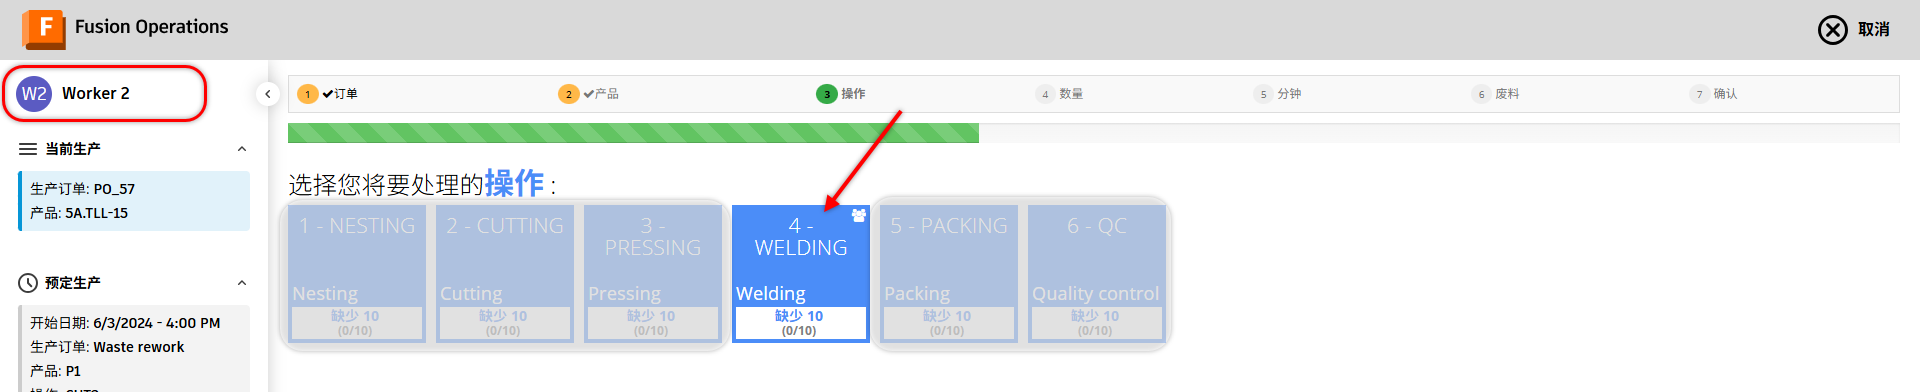 Fusion Operations
取消
W2 Worker 2
1 ✔订单
2 ✔产品
3 操作
4 数量
5 分钟
6 废料
7 确认
当前生产
生产订单: PO_57
产品: 5A.TLL-15
预定生产
开始日期: 6/3/2024 - 4:00 PM
生产订单: Waste rework
产品: P1
选择您将要处理的操作 :
1 - NESTING
Nesting
缺少 10
(0/10)
2 - CUTTING
Cutting
缺少 10
(0/10)
3 -
PRESSING
Pressing
缺少 10
(0/10)
4 -
WELDING
Welding
缺少 10
(0/10)
5 - PACKING
Packing
缺少 10
(0/10)
6 - QC
Quality control
缺少 10
(0/10)